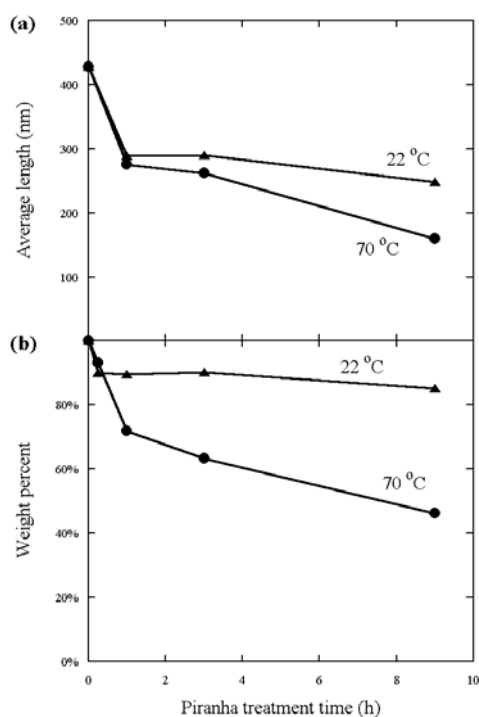 (a)
500
400
300
200
100
Average length (nm)
22 °C
70 °C
(b)
80%
60%
40%
20%
0%
Weight percent
22 °C
70 °C
0
2
4
6
8
10
Piranha treatment time (h)